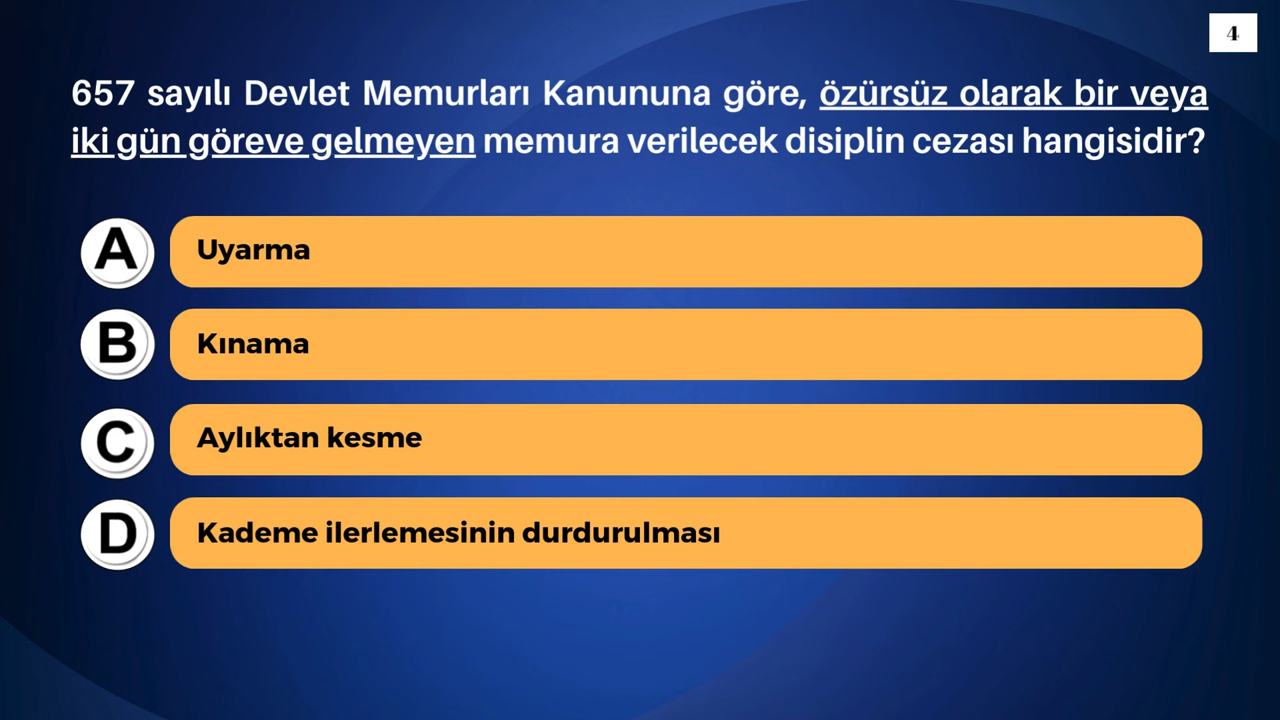 4
657 sayılı Devlet Memurları Kanununa göre, özürsüz olarak bir veya
iki gün göreve gelmeyen memura verilecek disiplin cezası hangisidir?
A Uyarma
B Kınama
C Aylıktan kesme
D Kademe ilerlemesinin durdurulması